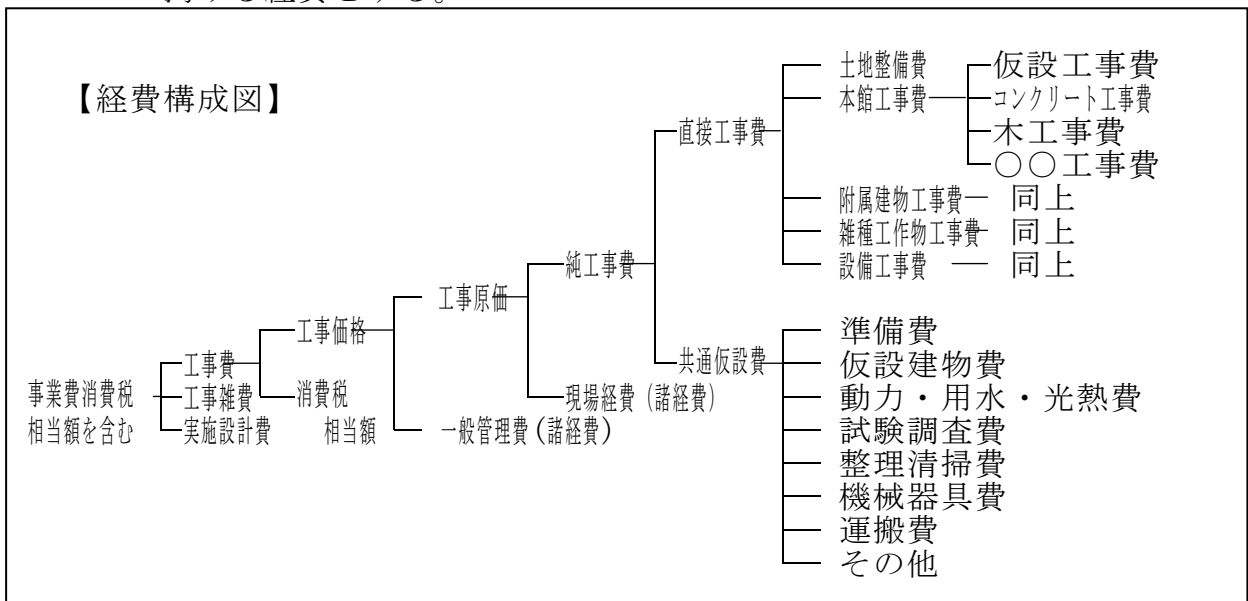 【経費構成図】
土地整備費
仮設工事費
本館工事費
コンクリート工事費
直接工事費
木工事費
○○工事費
附属建物工事費
同上
雑種工作物工事費
同上
純工事費
設備工事費
同上
工事原価
工事価格
準備費
工事費
共通仮設費
仮設建物費
事業費消費税
工事雑費
消費税
現場経費(諸経費)
動力・用水・光熱費
相当額を含む
実施設計費
相当額
一般管理費(諸経費)
試験調査費
整理清掃費
機械器具費
運搬費
その他